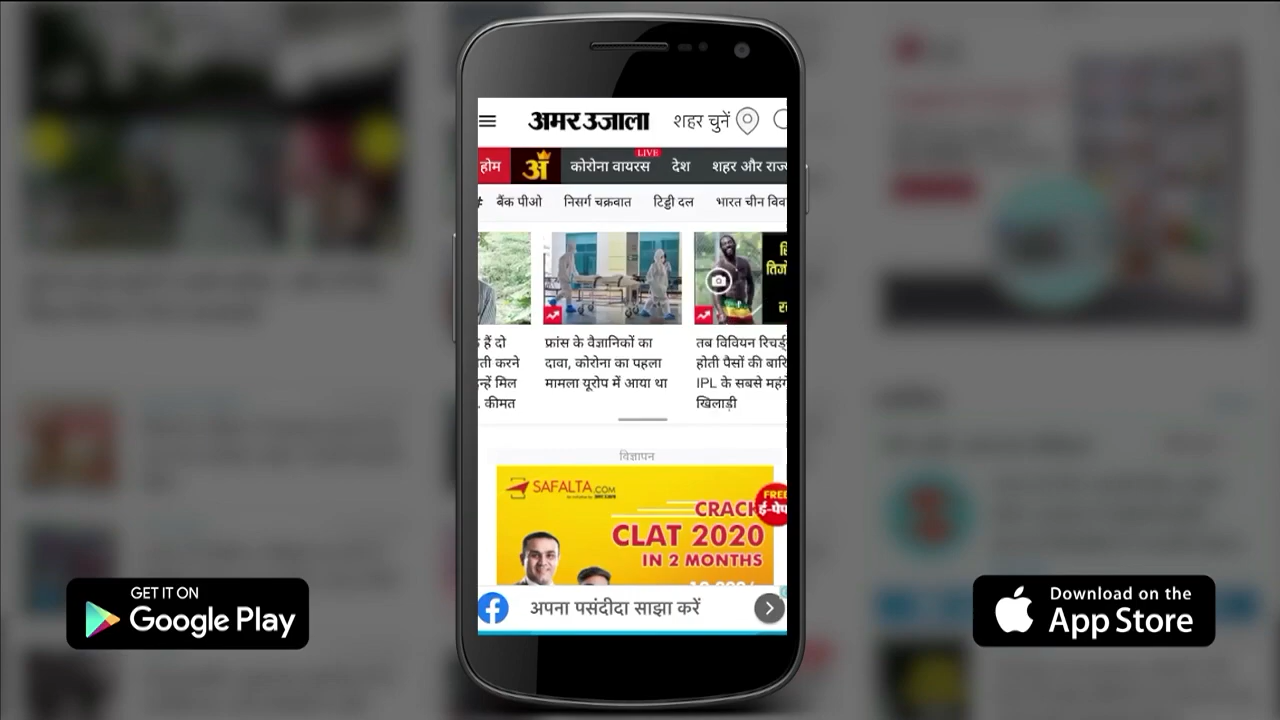 अमर उजाला
शहर चुनें
होम
अं
कोरोना वायरस
LIVE
देश
शहर और राज्
# बैंक पीओ
निसर्ग चक्रवात
टिड्डी दल
भारत चीन विवा
हैं दो
ती करने
न्हें मिल
. कीमत
फ्रांस के वैज्ञानिकों का
दावा, कोरोना का पहला
मामला यूरोप में आया था
तब विवियन रिचर्ड्
होती पैसों की बारि
IPL के सबसे महंगे
खिलाड़ी
विज्ञापन
SAFALTA.COM
CRACK
CLAT 2020
IN 2 MONTHS
FREE
ई-पेप
अपना पसंदीदा साझा करें
GET IT ON
Google Play
Download on the
App Store